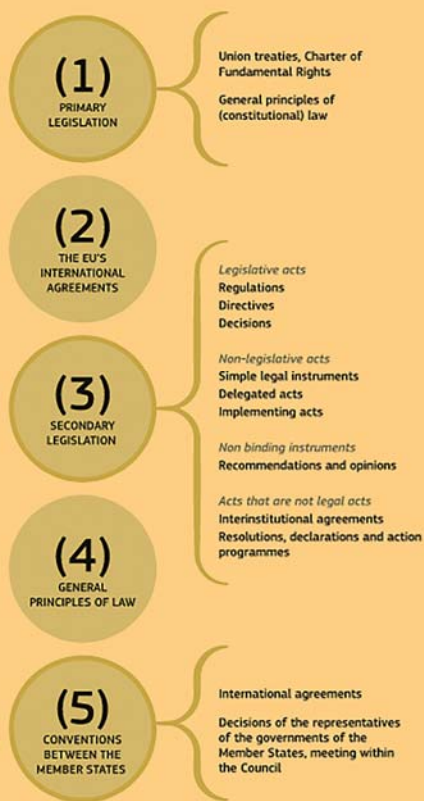 (1)
PRIMARY
LEGISLATION
Union treaties, Charter of
Fundamental Rights
General principles of
(constitutional) law
(2)
THE EU'S
INTERNATIONAL
AGREEMENTS
(3)
SECONDARY
LEGISLATION
Legislative acts
Regulations
Directives
Decisions
Non-legislative acts
Simple legal instruments
Delegated acts
Implementing acts
Non binding instruments
Recommendations and opinions
Acts that are not legal acts
Interinstitutional agreements
Resolutions, declarations and action
programmes
(4)
GENERAL
PRINCIPLES OF LAW
(5)
CONVENTIONS
BETWEEN THE
MEMBER STATES
International agreements
Decisions of the representatives
of the governments of the
Member States, meeting within
the Council